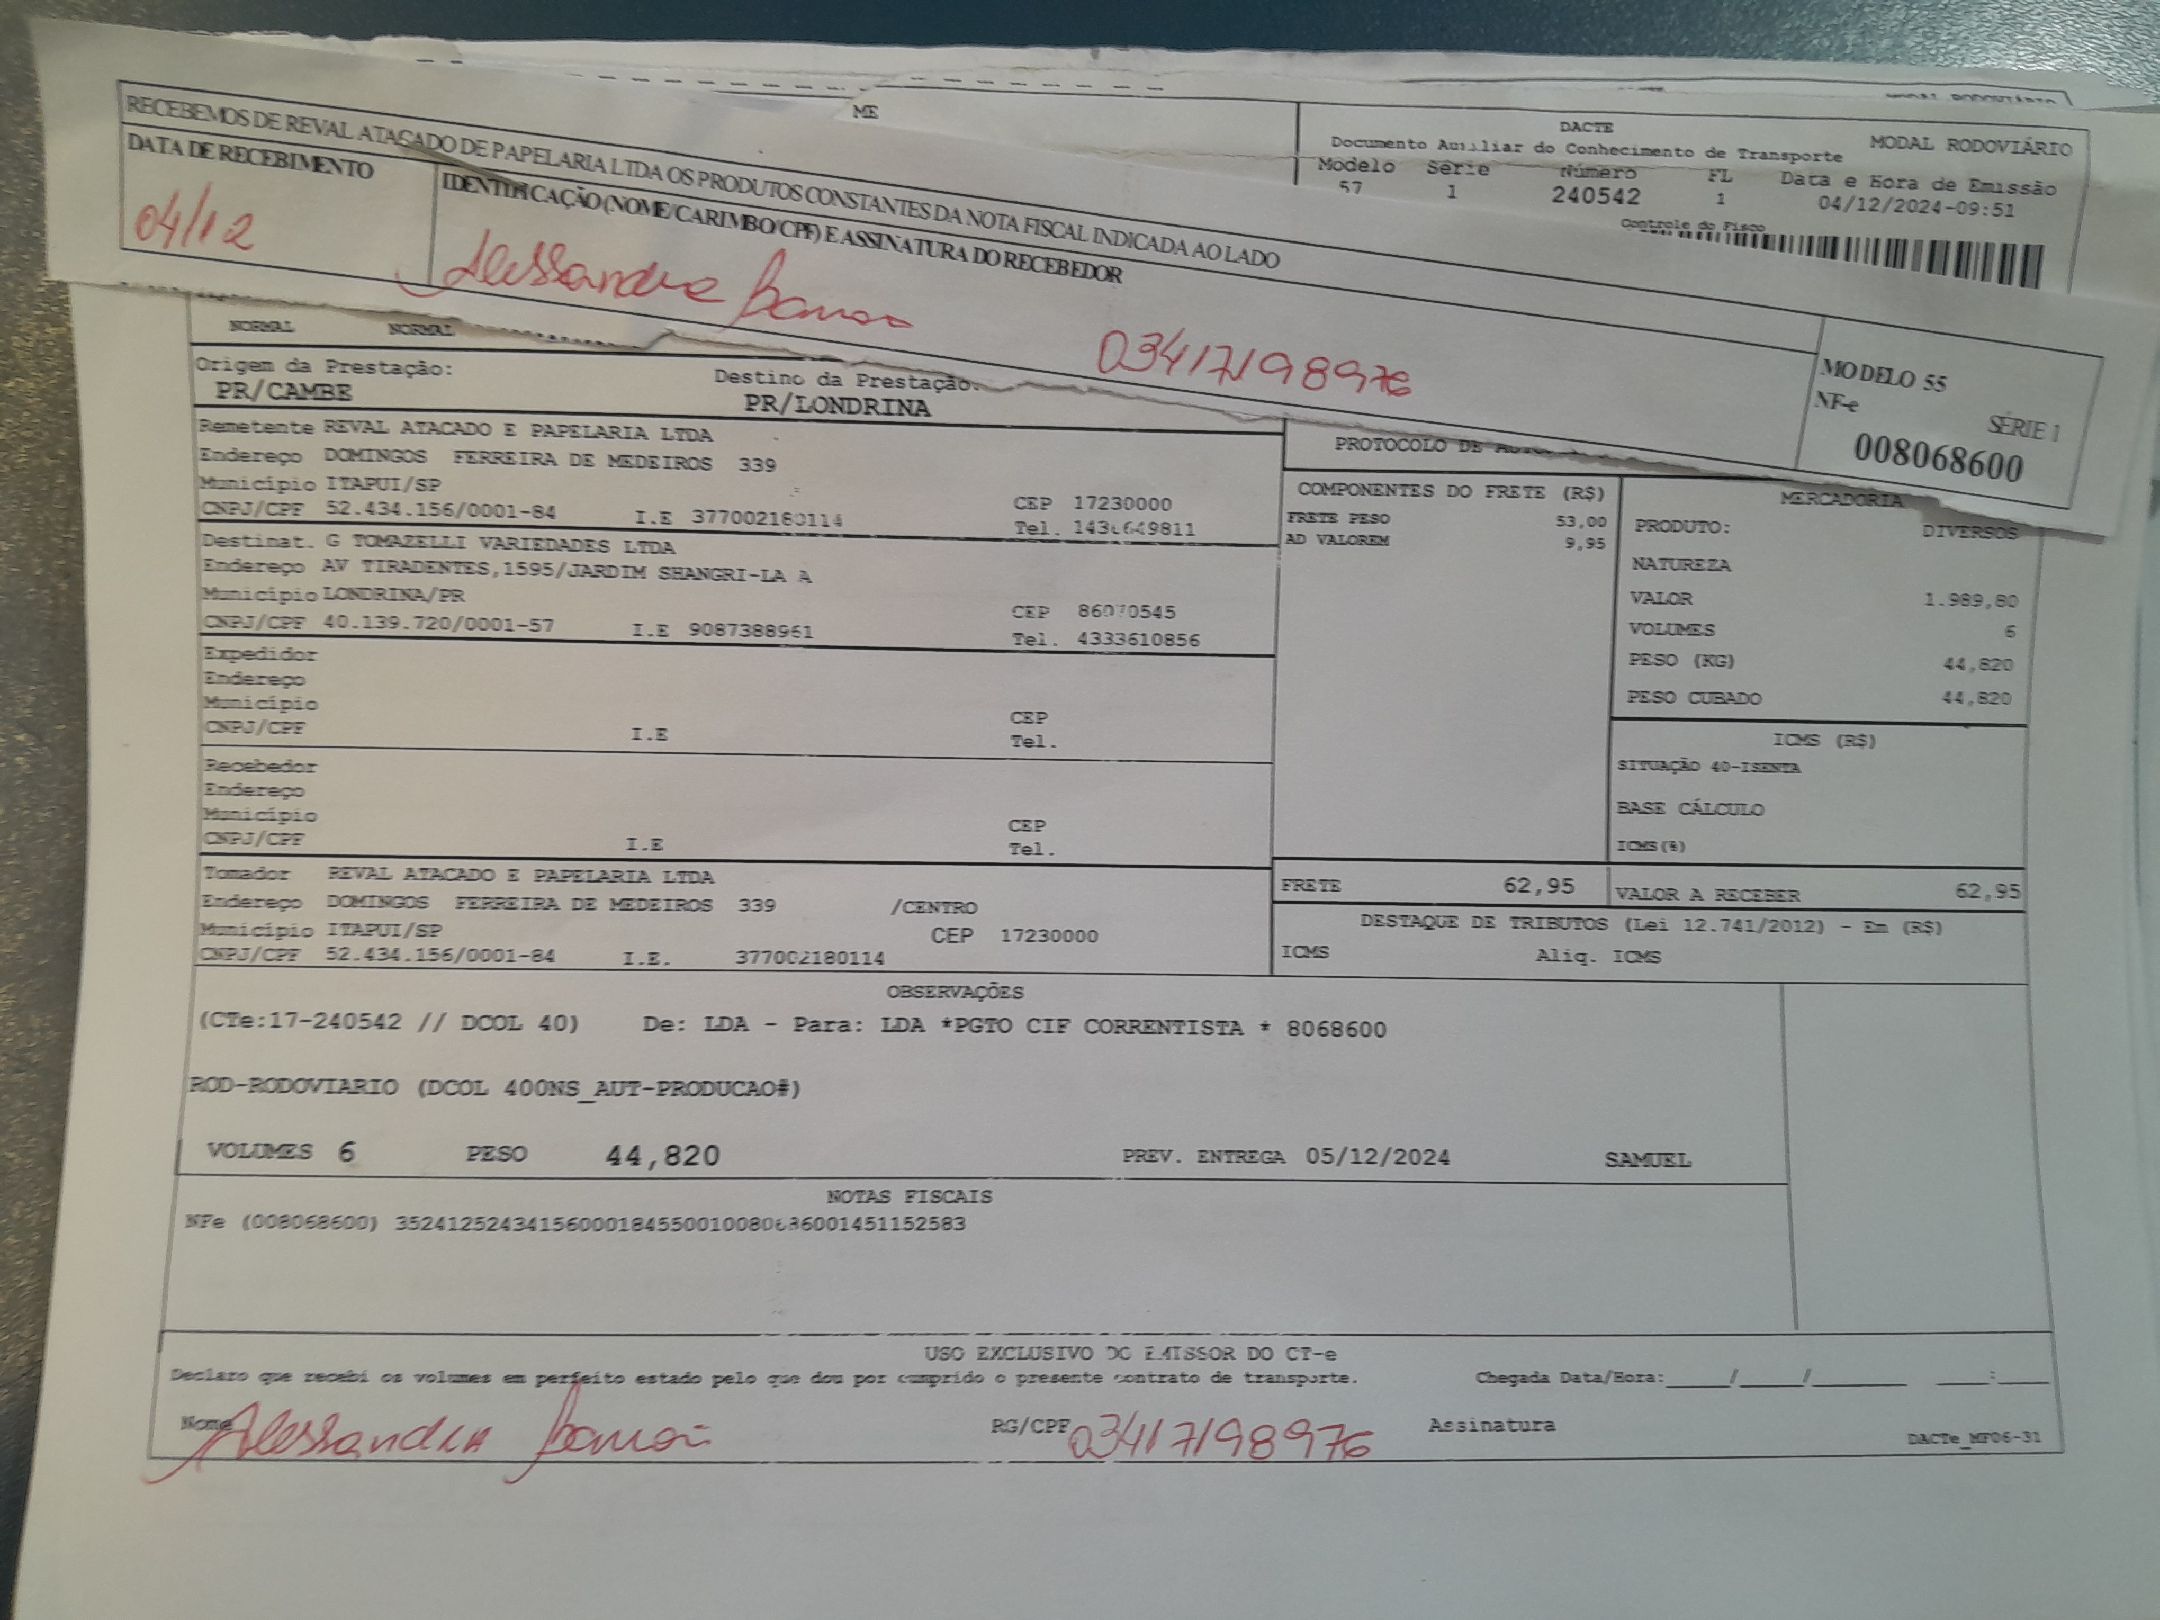 RECEBEMOS DE REVAL ATACADO DE PAPELARIA LTDA OS PRODUTOS CONSTANTES DA NOTA FISCAL INDICADA AO LADO
DATA DE RECEBIMENTO
IDENTIFICAÇÃO (NOME/CARIMBO/CPF) E ASSINATURA DO RECEBEDOR
04/12
Alessandra
03417198976
MODELO 55
NF-e
SÉRIE 1
008068600
ME
DACTE
MODAL RODOVIÁRIO
Documento Auxiliar do Conhecimento de Transporte
Modelo Série Número FL Data e Hora de Emissão
57 1 240542 1 04/12/2024-09:51
Controle do Fisco
NORMAL NORMAL
Origem da Prestação: Destino da Prestação:
PR/CAMBE PR/LONDRINA
Remetente REVAL ATACADO E PAPELARIA LTDA
Endereço DOMINGOS FERREIRA DE MEDEIROS 339
Município ITAPUI/SP CEP 17230000
CNPJ/CPF 52.434.156/0001-84 I.E 377002180114 Tel.
Destinat. G TOMAZELLI VARIEDADES LTDA
Endereço AV TIRADENTES,1595/JARDIM SHANGRI-LA A
Município LONDRINA/PR CEP 86070545
CNPJ/CPF 40.139.720/0001-57 I.E 9087388961 Tel. 4333610856
Expedidor
Endereço
Município CEP
CNPJ/CPF I.E Tel.
Recebedor
Endereço
Município CEP
CNPJ/CPF I.E Tel.
Tomador REVAL ATACADO E PAPELARIA LTDA
Endereço DOMINGOS FERREIRA DE MEDEIROS 339 /CENTRO
Município ITAPUI/SP CEP 17230000
CNPJ/CPF 52.434.156/0001-84 I.E. 377002180114
PROTOCOLO DE
COMPONENTES DO FRETE (R$)
FRETE PESO 53,00
AD VALOREM 9,95
MERCADORIA
PRODUTO: DIVERSOS
NATUREZA
VALOR 1.989,80
VOLUMES 6
PESO (KG) 44,820
PESO CUBADO 44,820
ICMS (R$)
SITUAÇÃO 40-ISENTA
BASE CÁLCULO
ICMS(%)
FRETE 62,95 VALOR A RECEBER 62,95
DESTAQUE DE TRIBUTOS (Lei 12.741/2012) - Em (R$)
ICMS Aliq. ICMS
OBSERVAÇÕES
(CTe:17-240542 // DCOL 40) De: LDA - Para: LDA *PGTO CIF CORRENTISTA * 8068600
ROD-RODOVIARIO (DCOL 400NS_AUT-PRODUCAO#)
VOLUMES 6 PESO 44,820 PREV. ENTREGA 05/12/2024 SAMUEL
NOTAS FISCAIS
NFe (008068600)
USO EXCLUSIVO DO EMISSOR DO CT-e
Declaro que recebi os volumes em perfeito estado pelo que dou por cumprido o presente contrato de transporte. Chegada Data/Hora:____/____/______ ____:____
Nome Alessandra RG/CPF 03417198976 Assinatura
DACTe_MF06-31